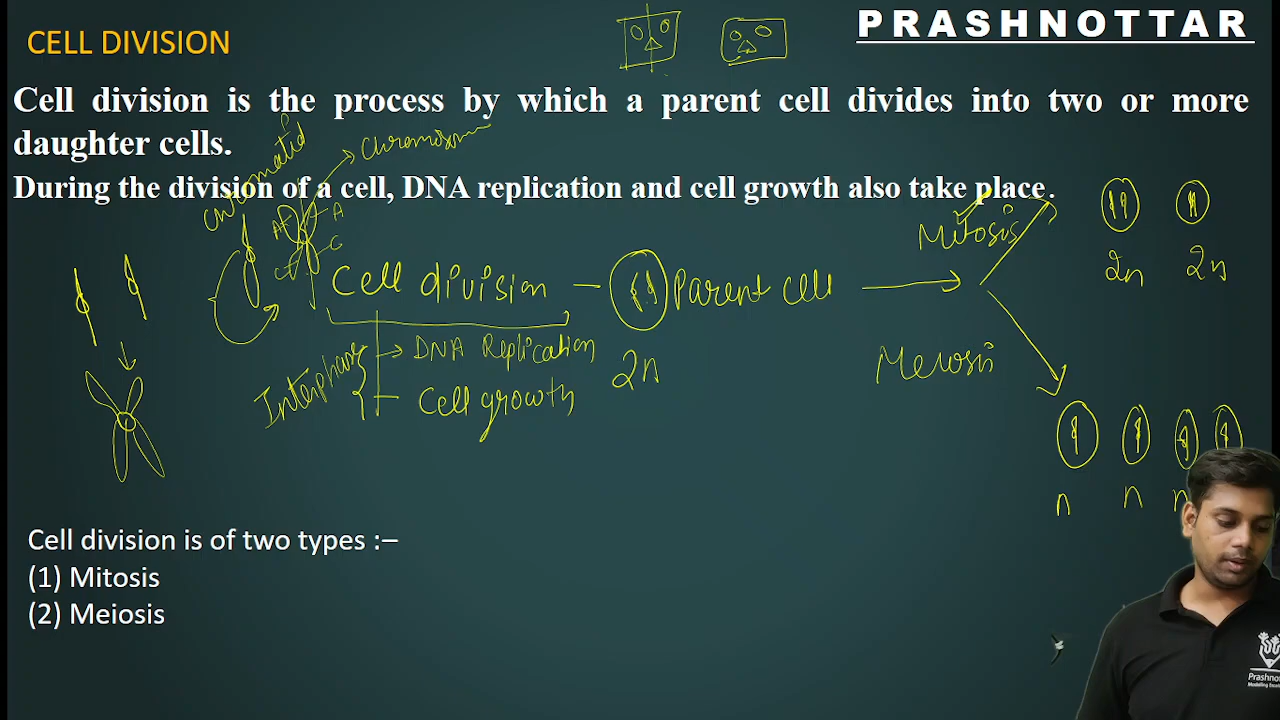 CELL DIVISION
PRASHNOTTAR
Cell division is the process by which a parent cell divides into two or more
daughter cells.
During the division of a cell, DNA replication and cell growth also take place.
Chromatid
Chromosom
A
G
Mitosis
2n 2n
Cell division – Parent cell
2n
Interphase
DNA Replication
Cell growth
Meiosis
n n n
Cell division is of two types :–
(1) Mitosis
(2) Meiosis